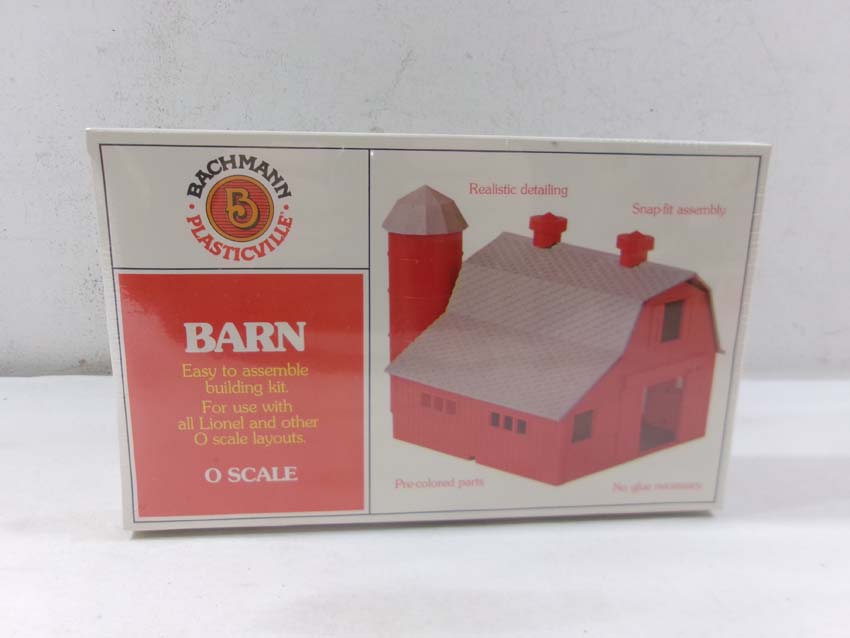 BACHMANN
B
PLASTICVILLE
BARN
Easy to assemble
building kit.
For use with
all Lionel and other
O scale layouts.
O SCALE
Realistic detailing
Snap-fit assembly
Pre-colored parts
No glue necessary